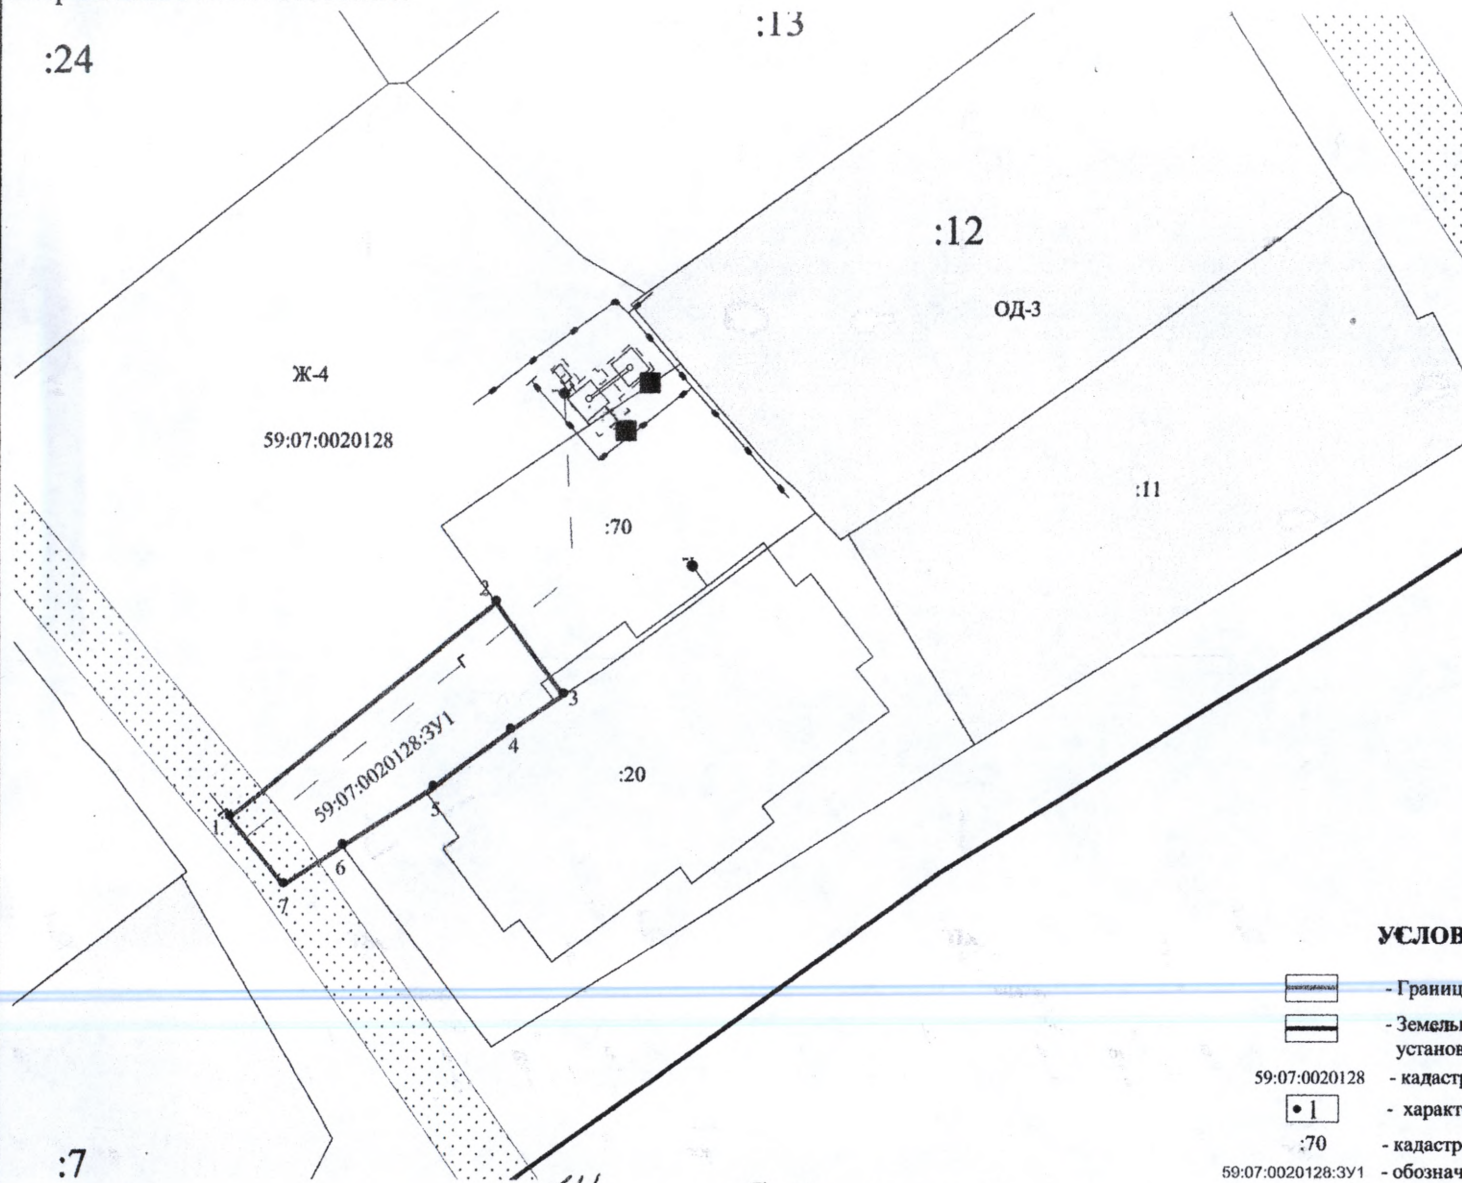 :13
:24
:12
ОД-3
Ж-4
59:07:0020128
:11
:70
2
Г
3
59:07:0020128:ЗУ1
4
:20
5
1
6
7
УСЛОВ
- Границ
- Земель
установ
59:07:0020128 - кадастр
• 1 - характ
:70 - кадастр
:7
59:07:0020128:ЗУ1 - обознач